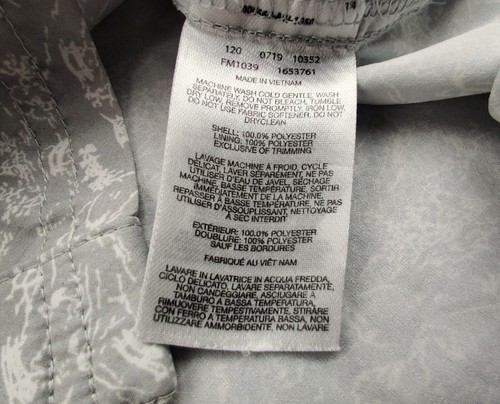 120 0719 10352
FM1039 1653761
MADE IN VIETNAM
MACHINE WASH COLD GENTLE, WASH
SEPARATELY, DO NOT BLEACH, TUMBLE
DRY LOW, REMOVE PROMPTLY, IRON LOW,
DO NOT USE FABRIC SOFTENER, DO NOT
DRYCLEAN
SHELL: 100.0% POLYESTER
LINING: 100% POLYESTER
EXCLUSIVE OF TRIMMING
LAVAGE MACHINE À FROID, CYCLE
DÉLICAT, LAVER SÉPARÉMENT, NE PAS
UTILISER D'EAU DE JAVEL, SÉCHAGE
MACHINE, BASSE TEMPÉRATURE, SORTIR
IMMÉDIATEMENT DE LA MACHINE,
REPASSER À BASSE TEMPÉRATURE, NE PAS
UTILISER D'ASSOUPLISSANT, NETTOYAGE
À SEC INTERDIT
EXTÉRIEUR: 100.0% POLYESTER
DOUBLURE: 100% POLYESTER
SAUF LES BORDURES
FABRIQUÉ AU VIÊT NAM
LAVARE IN LAVATRICE IN ACQUA FREDDA,
CICLO DELICATO, LAVARE SEPARATAMENTE,
NON CANDEGGIARE, ASCIUGARE A
TAMBURO A BASSA TEMPERATURA,
RIMUOVERE TEMPESTIVAMENTE, STIRARE
CON FERRO A TEMPERATURA BASSA, NON
UTILIZZARE AMMORBIDENTE, NON LAVARE